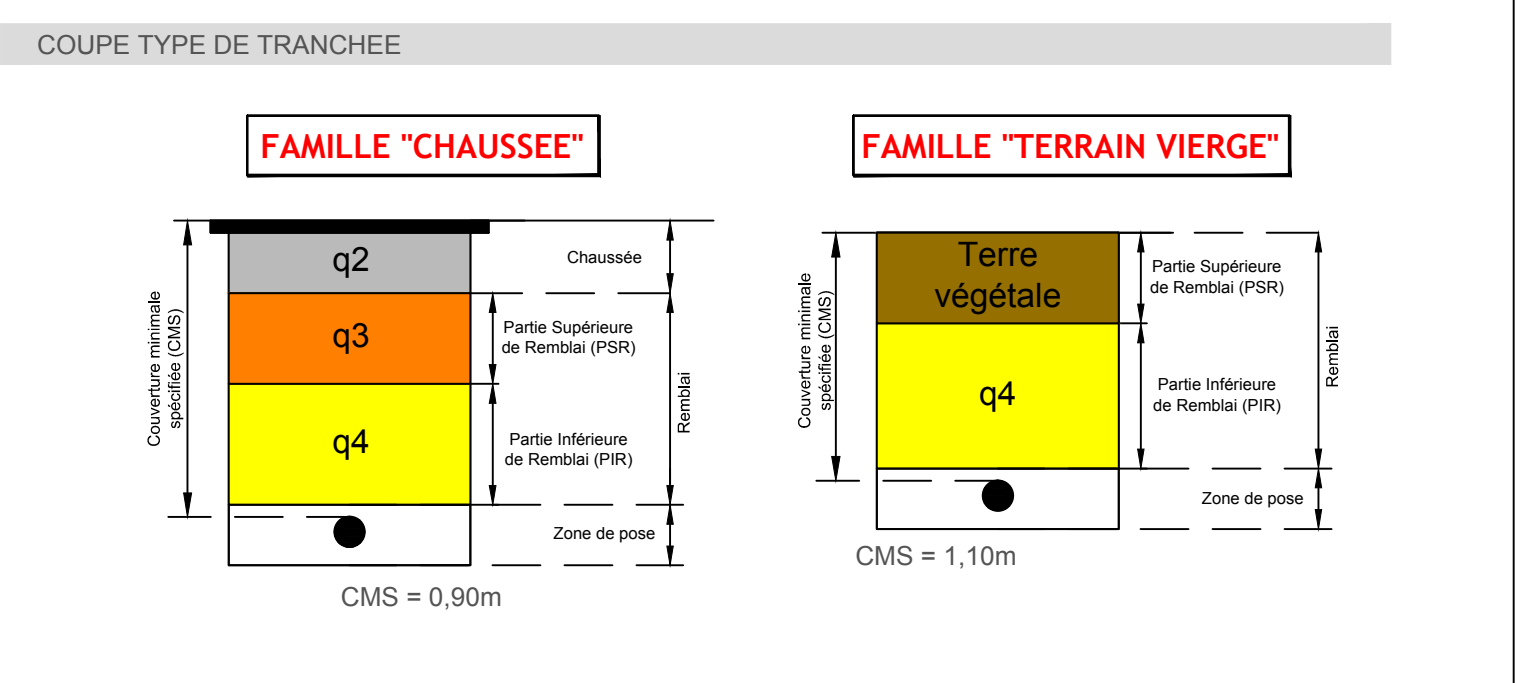 COUPE TYPE DE TRANCHEE
FAMILLE "CHAUSSEE"
Couverture minimale
spécifiée (CMS)
q2
q3
q4
Chaussée
Partie Supérieure
de Remblai (PSR)
Partie Inférieure
de Remblai (PIR)
Remblai
Zone de pose
CMS = 0,90m
FAMILLE "TERRAIN VIERGE"
Couverture minimale
spécifiée (CMS)
Terre
végétale
q4
Partie Supérieure
de Remblai (PSR)
Partie Inférieure
de Remblai (PIR)
Remblai
Zone de pose
CMS = 1,10m